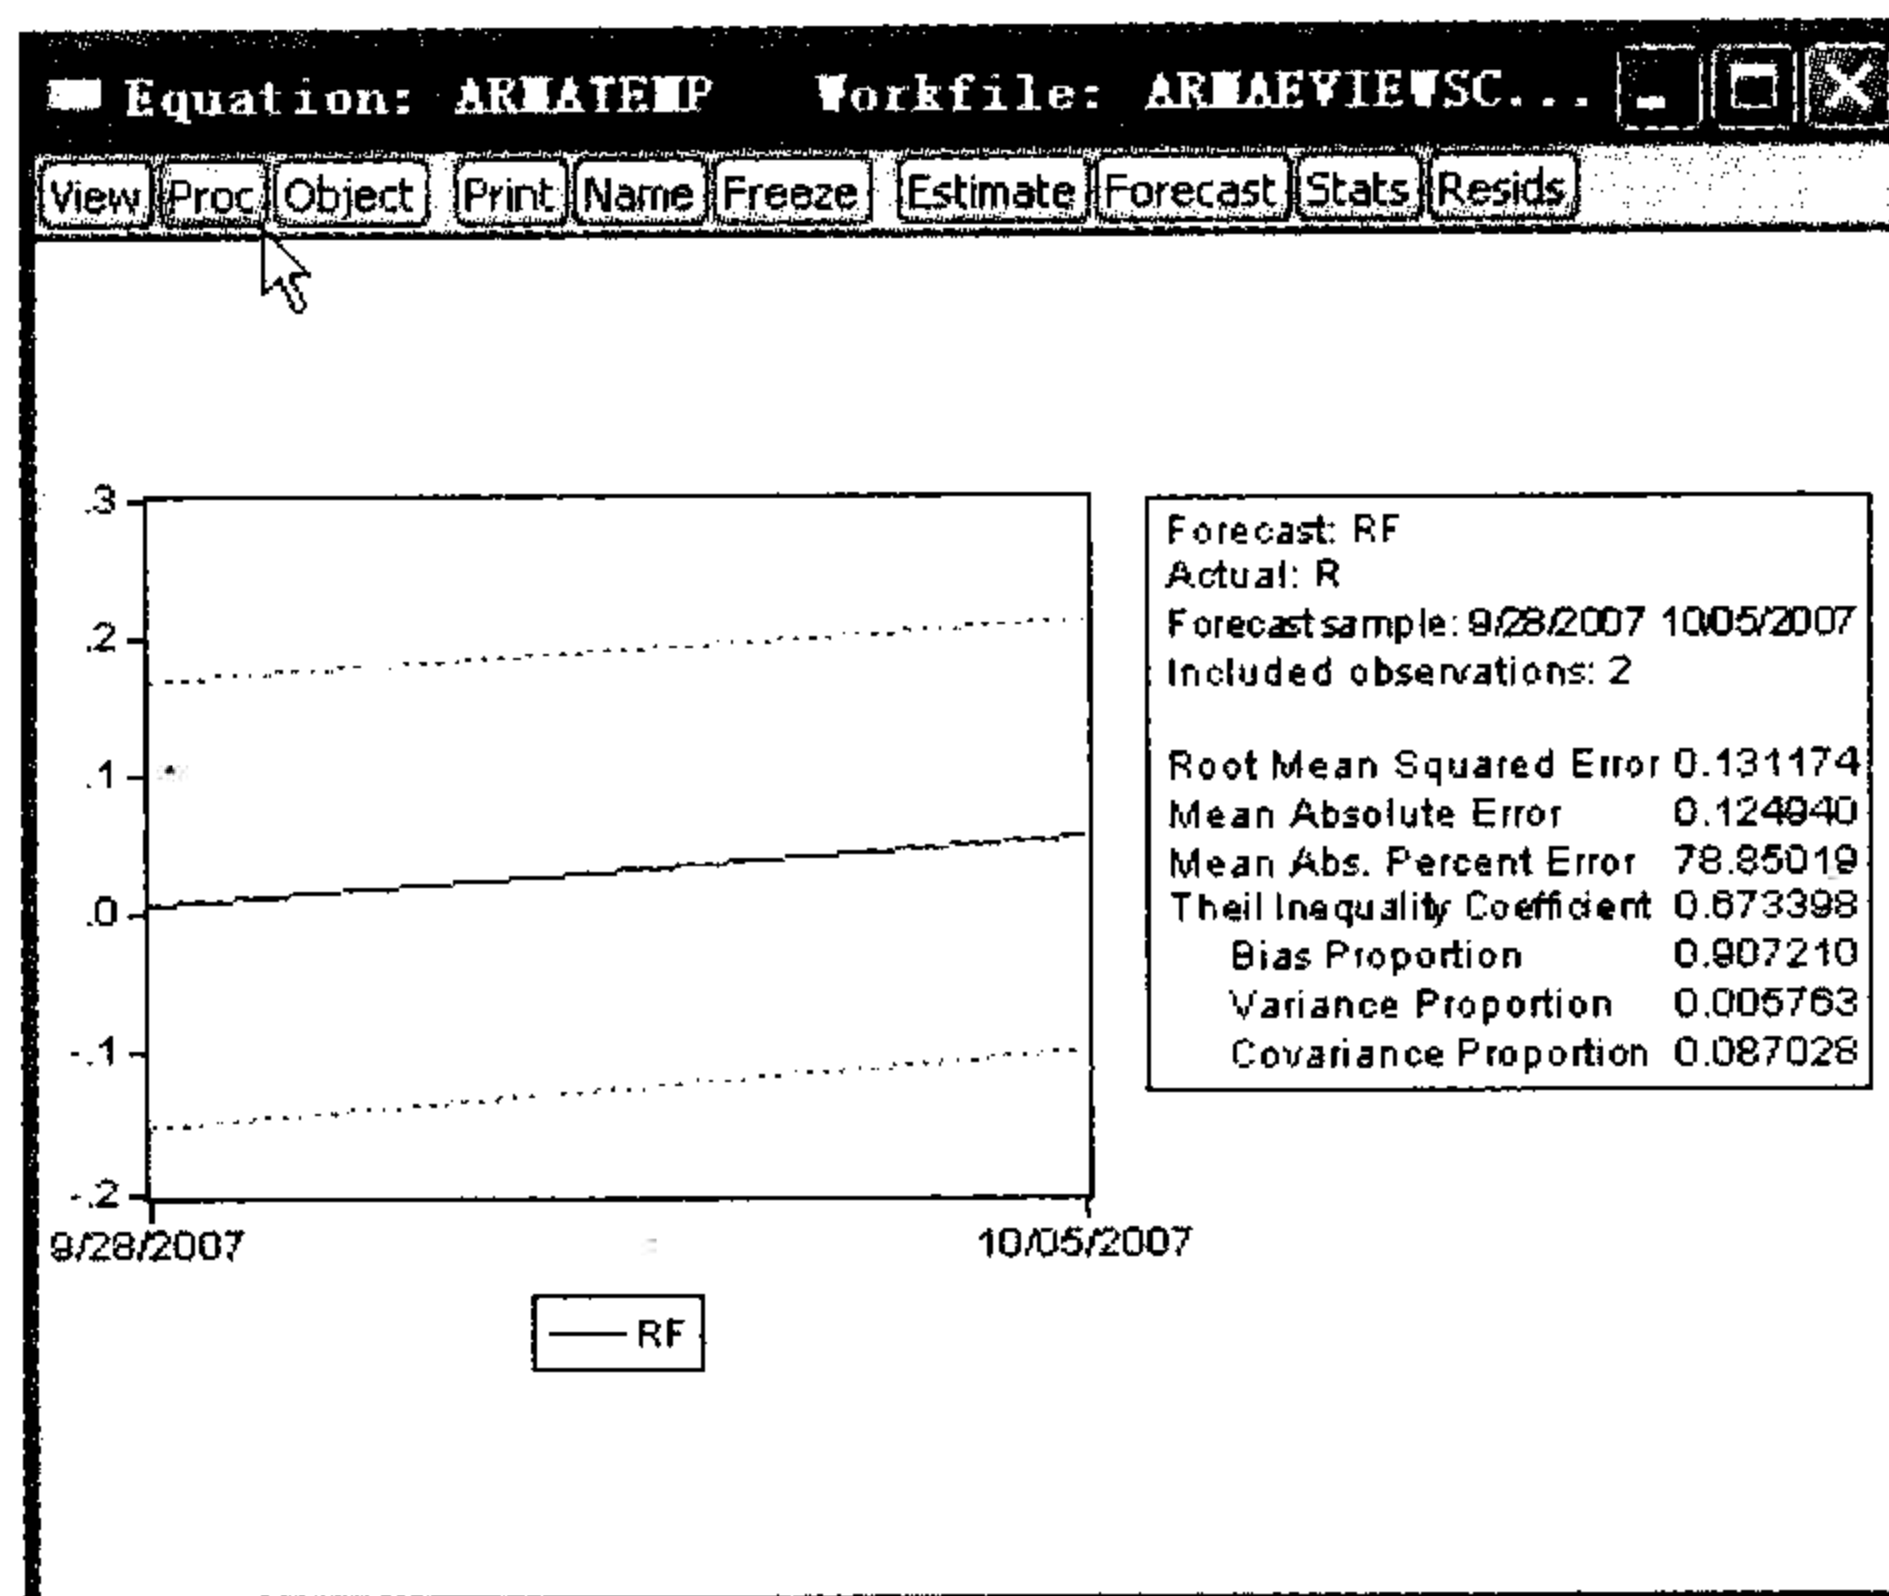 Equation: ARMATEMP Workfile: ARMAEVIEWSC...
View Proc Object Print Name Freeze Estimate Forecast Stats Resids
.3
.2
.1
.0
-.1
-.2
9/28/2007 10/05/2007
RF
Forecast: RF
Actual: R
Forecast sample: 9/28/2007 10/05/2007
Included observations: 2
Root Mean Squared Error 0.131174
Mean Absolute Error 0.124940
Mean Abs. Percent Error 78.85019
Theil Inequality Coefficient 0.673398
Bias Proportion 0.907210
Variance Proportion 0.005763
Covariance Proportion 0.087028